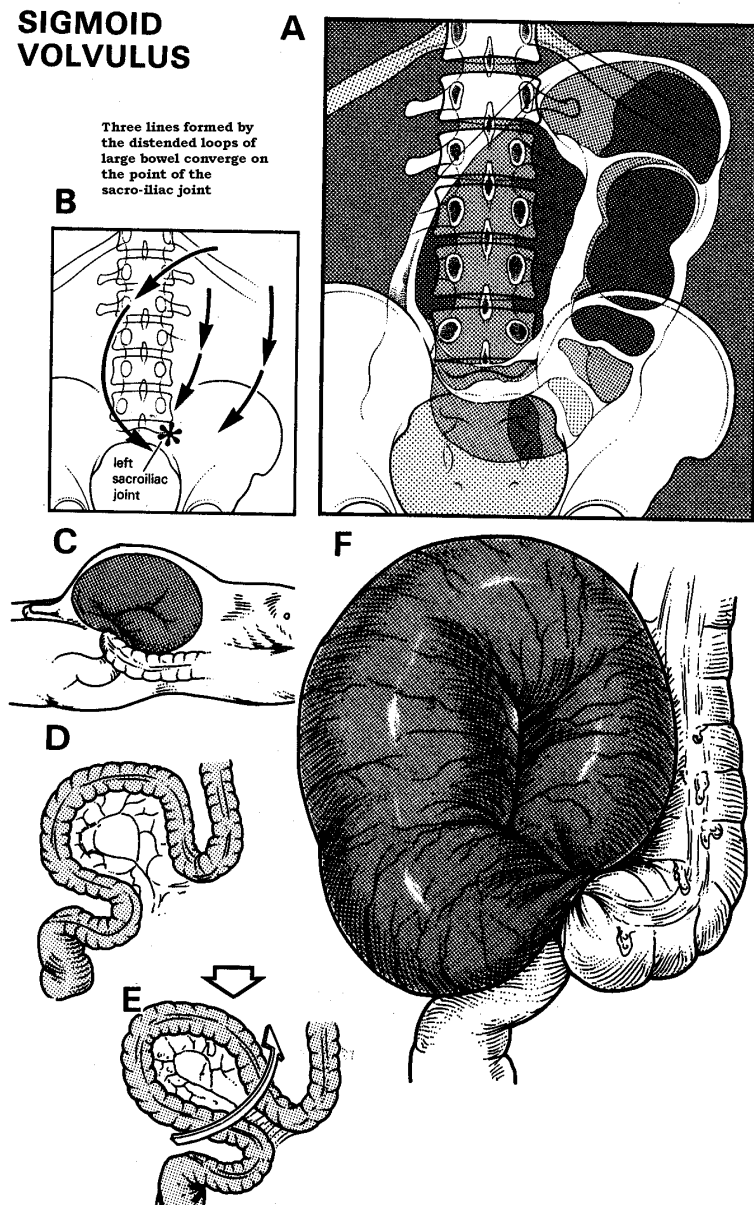 SIGMOID
VOLVULUS
A
Three lines formed by
the distended loops of
large bowel converge on
the point of the
sacro-iliac joint
B
left
sacroiliac
joint
C
F
D
E